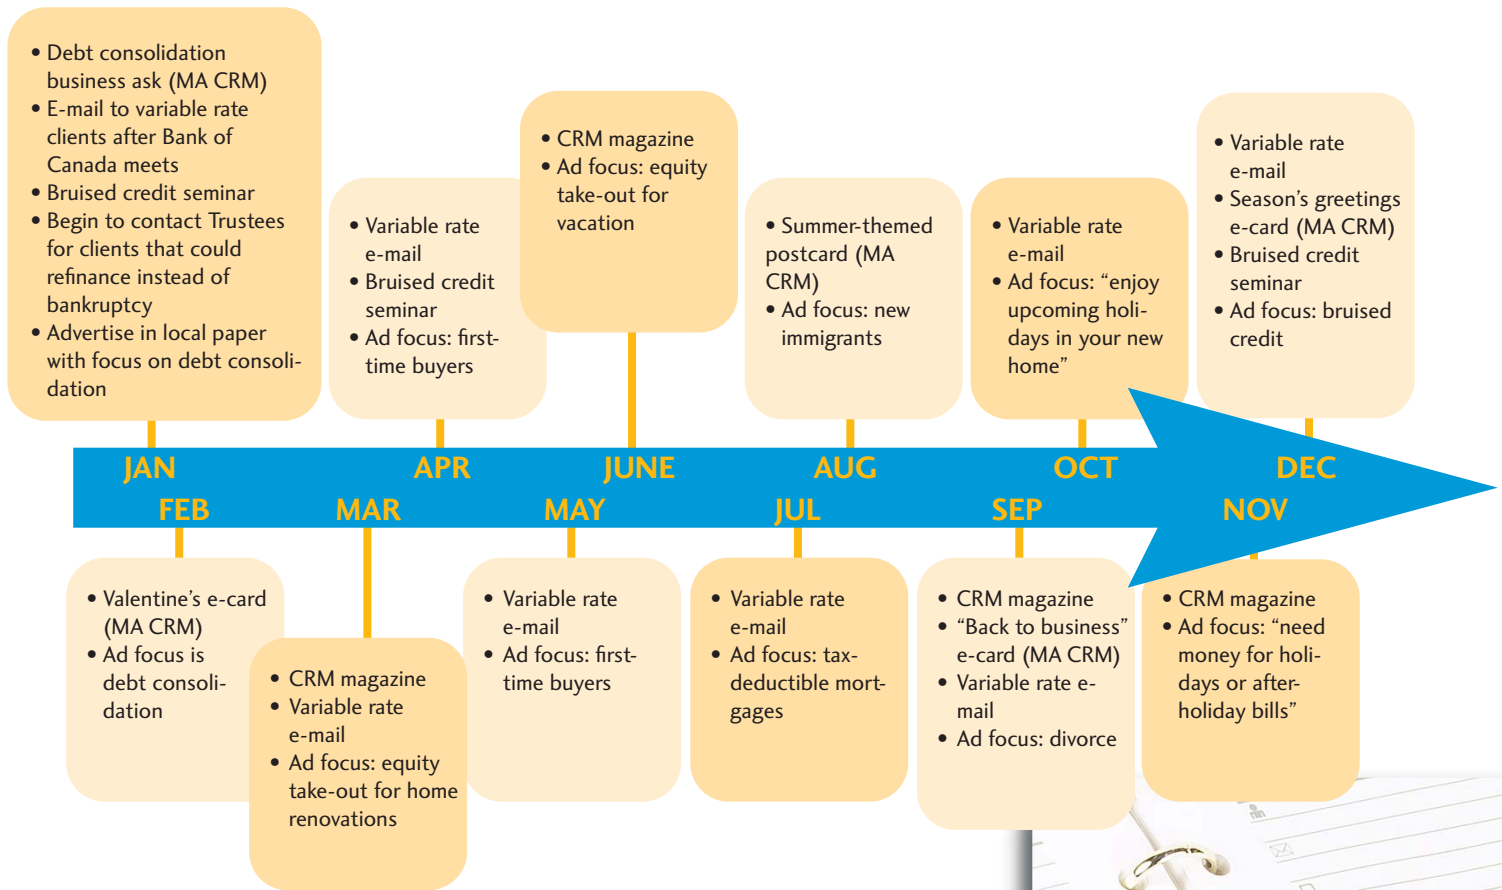 • Debt consolidation
business ask (MA CRM)
• E-mail to variable rate
clients after Bank of
Canada meets
• Bruised credit seminar
• Begin to contact Trustees
for clients that could
refinance instead of
bankruptcy
• Advertise in local paper
with focus on debt consoli-
dation
• Variable rate
e-mail
• Bruised credit
seminar
• Ad focus: first-
time buyers
• CRM magazine
• Ad focus: equity
take-out for
vacation
• Summer-themed
postcard (MA
CRM)
• Ad focus: new
immigrants
• Variable rate
e-mail
• Ad focus: “enjoy
upcoming holi-
days in your new
home”
• Variable rate
e-mail
• Season’s greetings
e-card (MA CRM)
• Bruised credit
seminar
• Ad focus: bruised
credit
JAN
APR
JUNE
AUG
OCT
DEC
FEB
MAR
MAY
JUL
SEP
NOV
• Valentine’s e-card
(MA CRM)
• Ad focus is
debt consoli-
dation
• CRM magazine
• Variable rate
e-mail
• Ad focus: equity
take-out for home
renovations
• Variable rate
e-mail
• Ad focus: first-
time buyers
• Variable rate
e-mail
• Ad focus: tax-
deductible mort-
gages
• CRM magazine
• “Back to business”
e-card (MA CRM)
• Variable rate e-
mail
• Ad focus: divorce
• CRM magazine
• Ad focus: “need
money for holi-
days or after-
holiday bills”